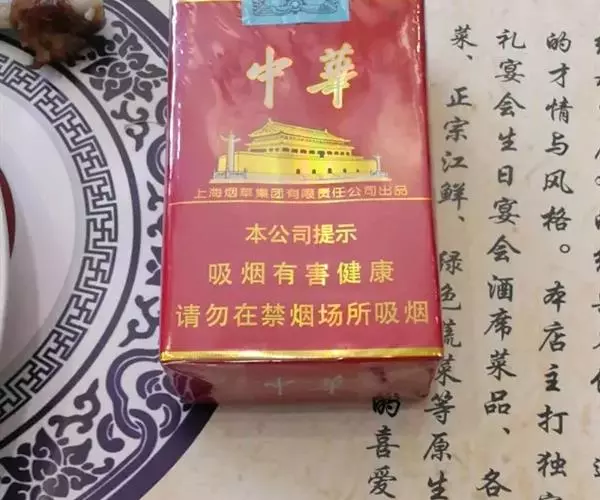 中華
上海烟草集团有限责任公司出品
本公司提示
吸烟有害健康
请勿在禁烟场所吸烟
的才情与风格。本店主打独
礼宴会生日宴会酒席菜品、各
菜、正宗江鲜、绿色蔬菜等原生
的喜爱